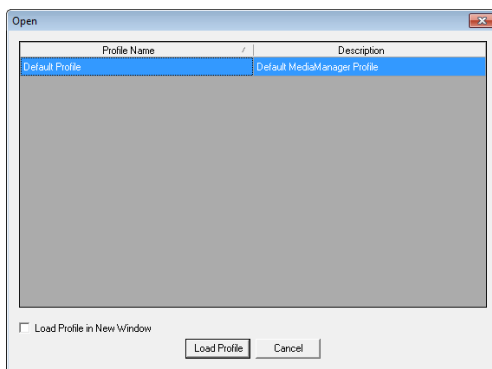 Open
Profile Name Description
Default Profile Default MediaManager Profile
Load Profile in New Window
Load Profile Cancel